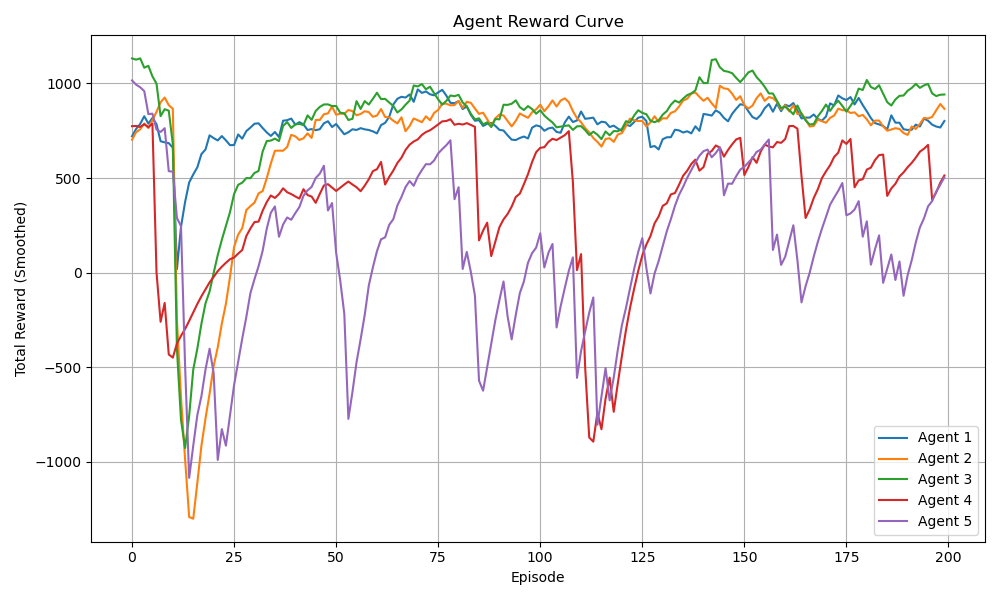 Agent Reward Curve
Total Reward (Smoothed)
1000
500
0
−500
−1000
0 25 50 75 100 125 150 175 200
Episode
Agent 1
Agent 2
Agent 3
Agent 4
Agent 5